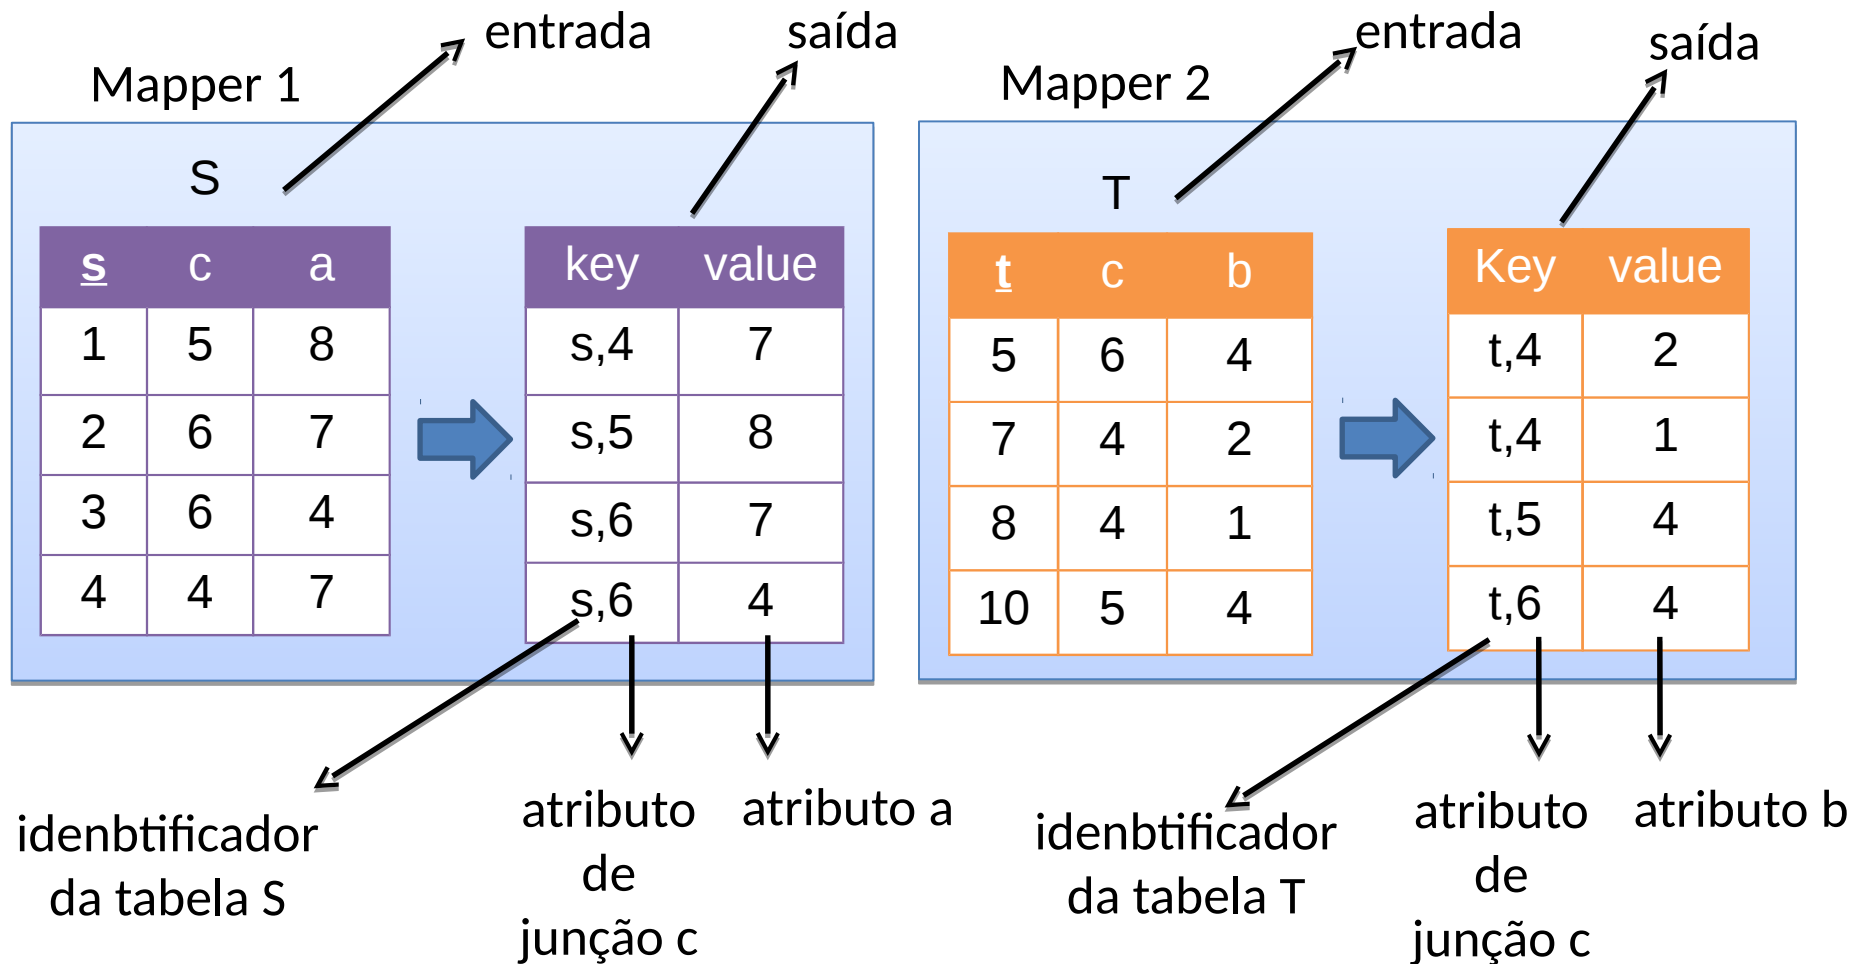 entrada saída
Mapper 1
S
s c a
1 5 8
2 6 7
3 6 4
4 4 7
key value
s,4 7
s,5 8
s,6 7
s,6 4
idenbtificador
da tabela S
atributo
de
junção c
atributo a
entrada saída
Mapper 2
T
t c b
5 6 4
7 4 2
8 4 1
10 5 4
Key value
t,4 2
t,4 1
t,5 4
t,6 4
idenbtificador
da tabela T
atributo
de
junção c
atributo b